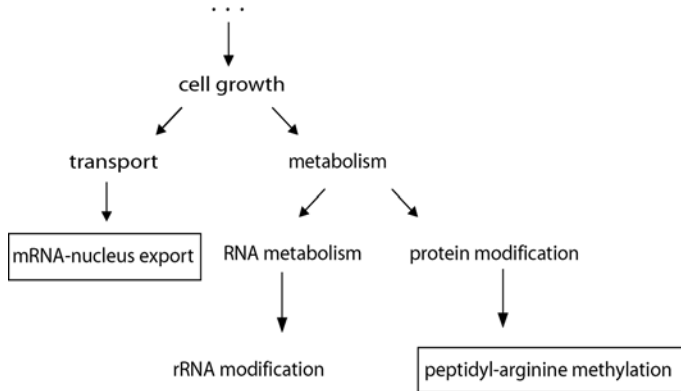 . . .
cell growth
transport
metabolism
mRNA-nucleus export
RNA metabolism
protein modification
rRNA modification
peptidyl-arginine methylation